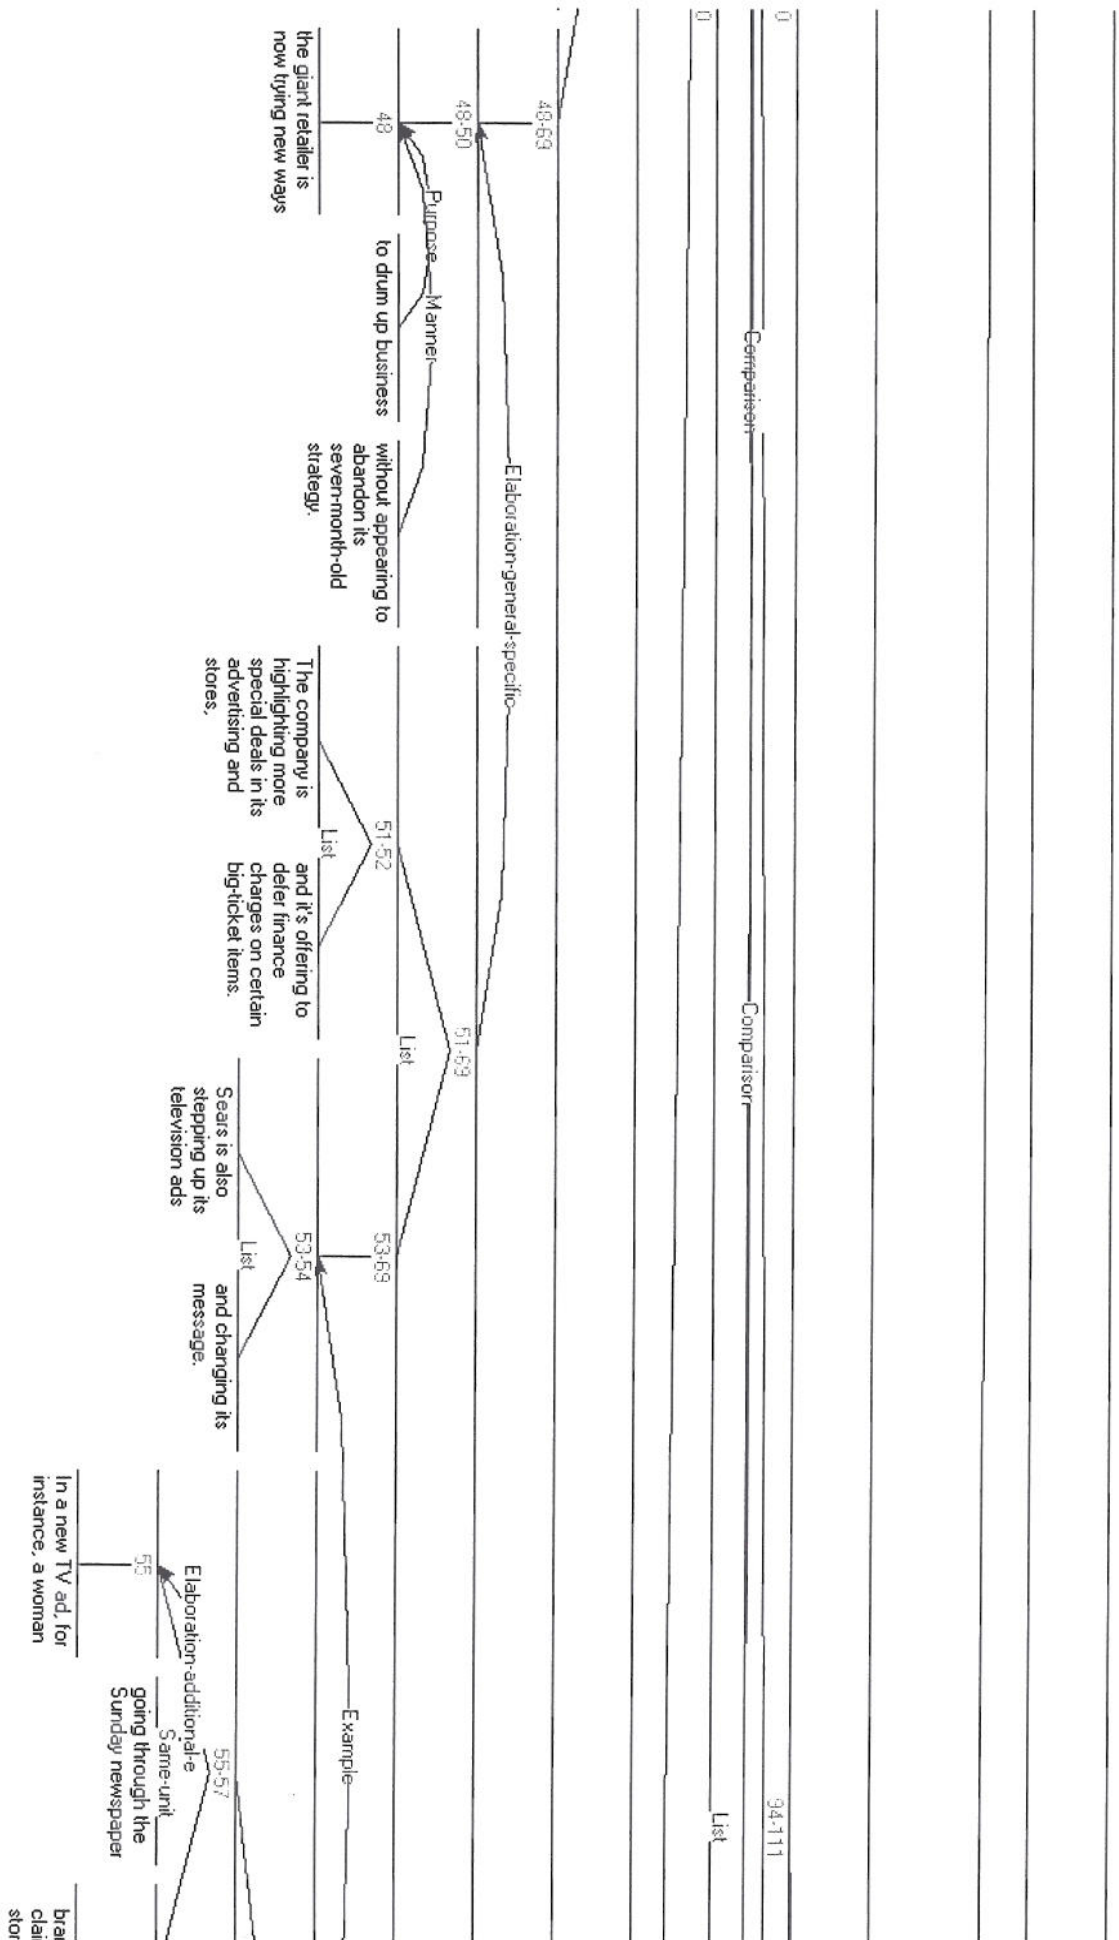 0
0
Comparison
Comparison
94-111
List
48-69
48-50
Elaboration-general-specific
48
Purpose
Manner
the giant retailer is
now trying new ways
to drum up business
without appearing to
abandon its
seven-month-old
strategy.
51-69
List
51-52
List
The company is
highlighting more
special deals in its
advertising and
stores,
and it's offering to
defer finance
charges on certain
big-ticket items.
53-69
53-54
List
Sears is also
stepping up its
television ads
and changing its
message.
Example
55-57
Elaboration-additional-e
Same-unit
55
In a new TV ad, for
instance, a woman
going through the
Sunday newspaper